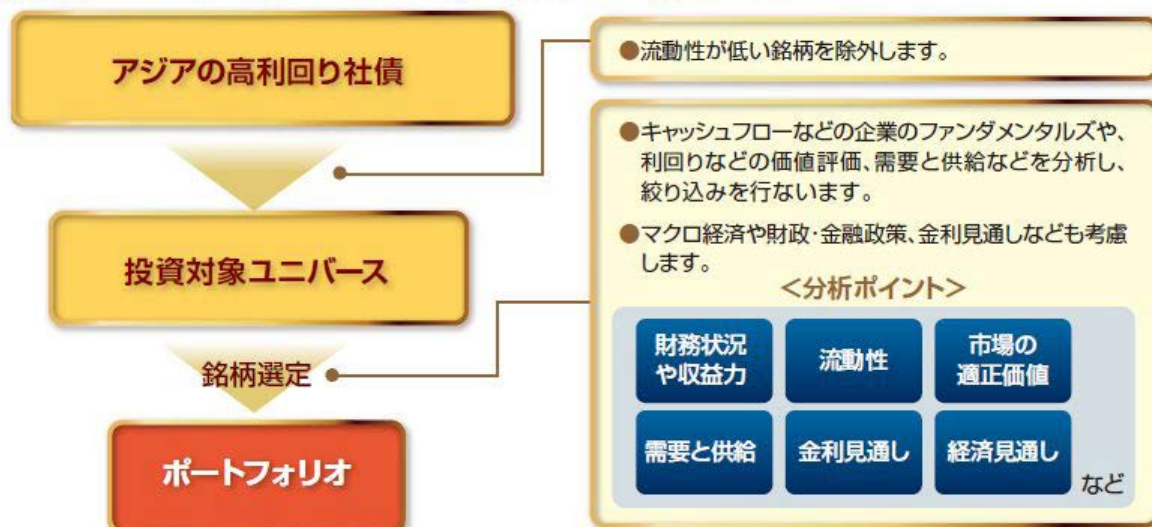 アジアの高利回り社債
●流動性が低い銘柄を除外します。
投資対象ユニバース
銘柄選定
ポートフォリオ
●キャッシュフローなどの企業のファンダメンタルズや、
利回りなどの価値評価、需要と供給などを分析し、
絞り込みを行ないます。
●マクロ経済や財政・金融政策、金利見通しなども考慮
します。
＜分析ポイント＞
財務状況
や収益力
流動性
市場の
適正価値
需要と供給
金利見通し
経済見通し
など